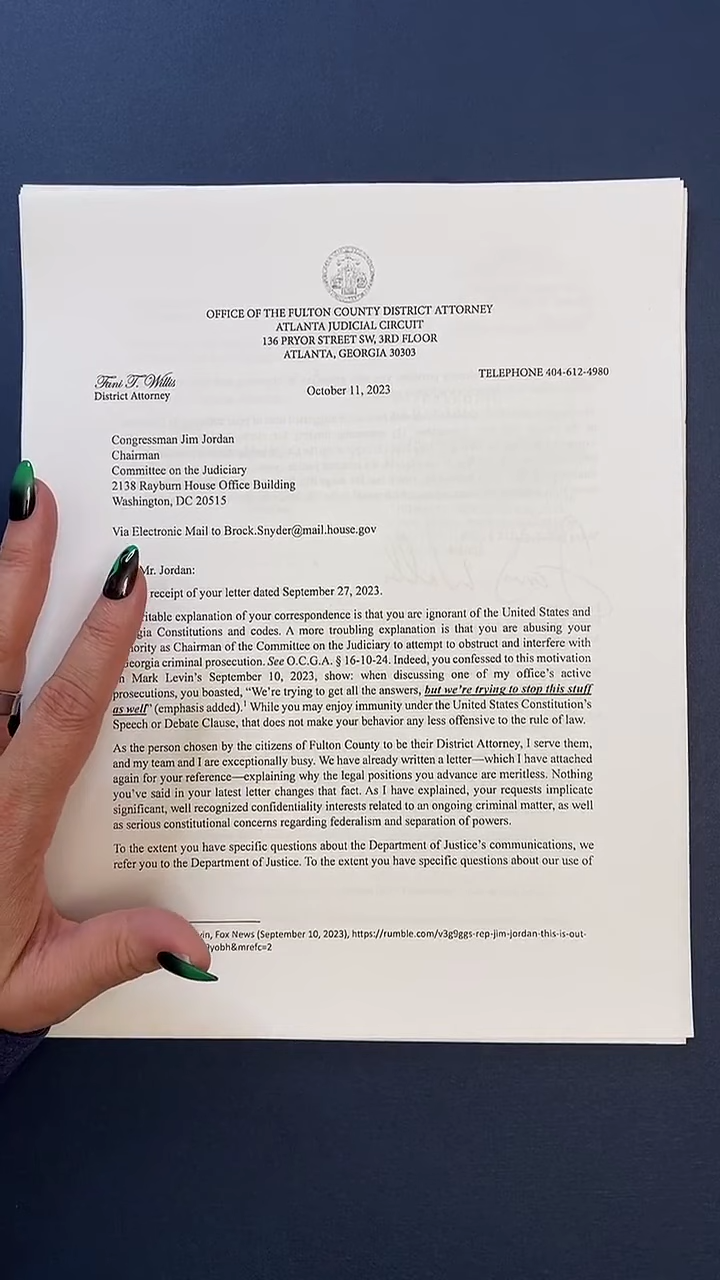 OFFICE OF THE FULTON COUNTY DISTRICT ATTORNEY
ATLANTA JUDICIAL CIRCUIT
136 PRYOR STREET SW, 3RD FLOOR
ATLANTA, GEORGIA 30303
Fani T. Willis
District Attorney
TELEPHONE 404-612-4980
October 11, 2023
Congressman Jim Jordan
Chairman
Committee on the Judiciary
2138 Rayburn House Office Building
Washington, DC 20515
Via Electronic Mail to Brock.Snyder@mail.house.gov
Mr. Jordan:
receipt of your letter dated September 27, 2023.
explanation of your correspondence is that you are ignorant of the United States and
Constitutions and codes. A more troubling explanation is that you are abusing your
as Chairman of the Committee on the Judiciary to attempt to obstruct and interfere with
Georgia criminal prosecution. See O.C.G.A. § 16-10-24. Indeed, you confessed to this motivation
Mark Levin's September 10, 2023, show: when discussing one of my office's active
prosecutions, you boasted, "We're trying to get all the answers, but we're trying to stop this stuff
as well" (emphasis added).1 While you may enjoy immunity under the United States Constitution's
Speech or Debate Clause, that does not make your behavior any less offensive to the rule of law.
As the person chosen by the citizens of Fulton County to be their District Attorney, I serve them,
and my team and I are exceptionally busy. We have already written a letter—which I have attached
again for your reference—explaining why the legal positions you advance are meritless. Nothing
you've said in your latest letter changes that fact. As I have explained, your requests implicate
significant, well recognized confidentiality interests related to an ongoing criminal matter, as well
as serious constitutional concerns regarding federalism and separation of powers.
To the extent you have specific questions about the Department of Justice's communications, we
refer you to the Department of Justice. To the extent you have specific questions about our use of
Fox News (September 10, 2023), https://rumble.com/v3g9ggs-rep-jim-jordan-this-is-out-
yobh&mrefc=2